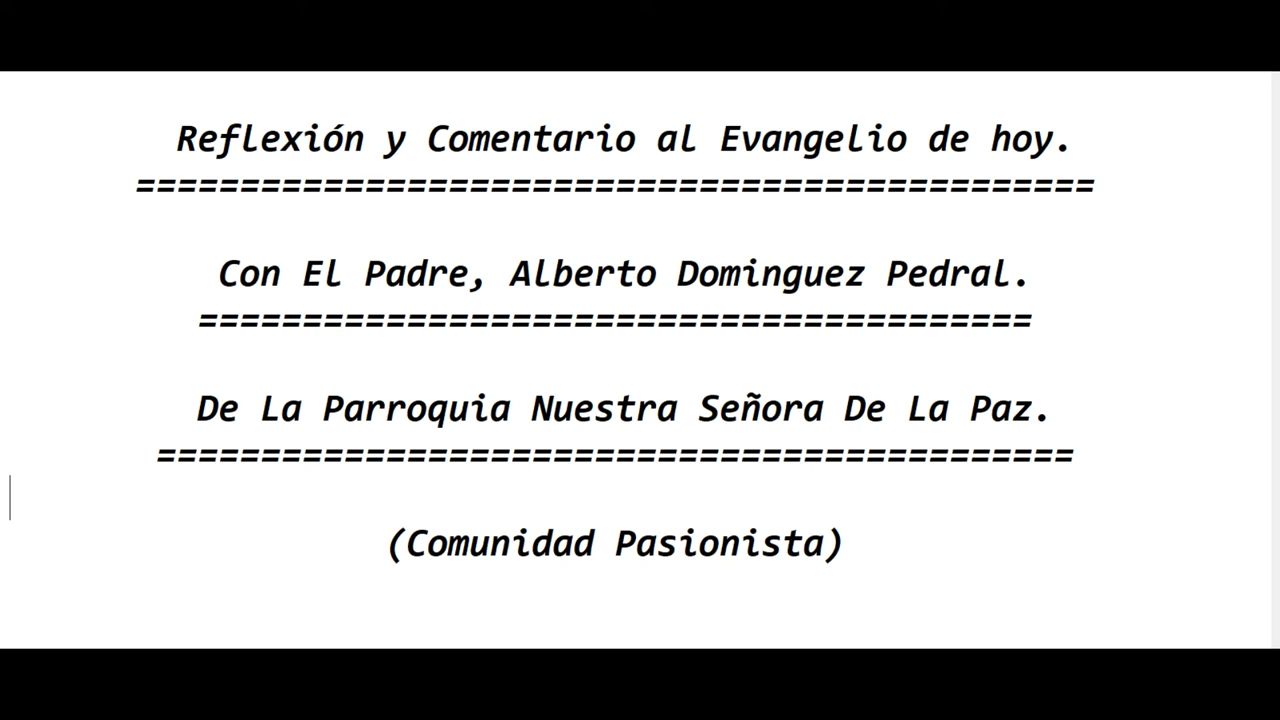 Reflexión y Comentario al Evangelio de hoy.
==============================================
Con El Padre, Alberto Dominguez Pedral.
========================================
De La Parroquia Nuestra Señora De La Paz.
============================================
(Comunidad Pasionista)